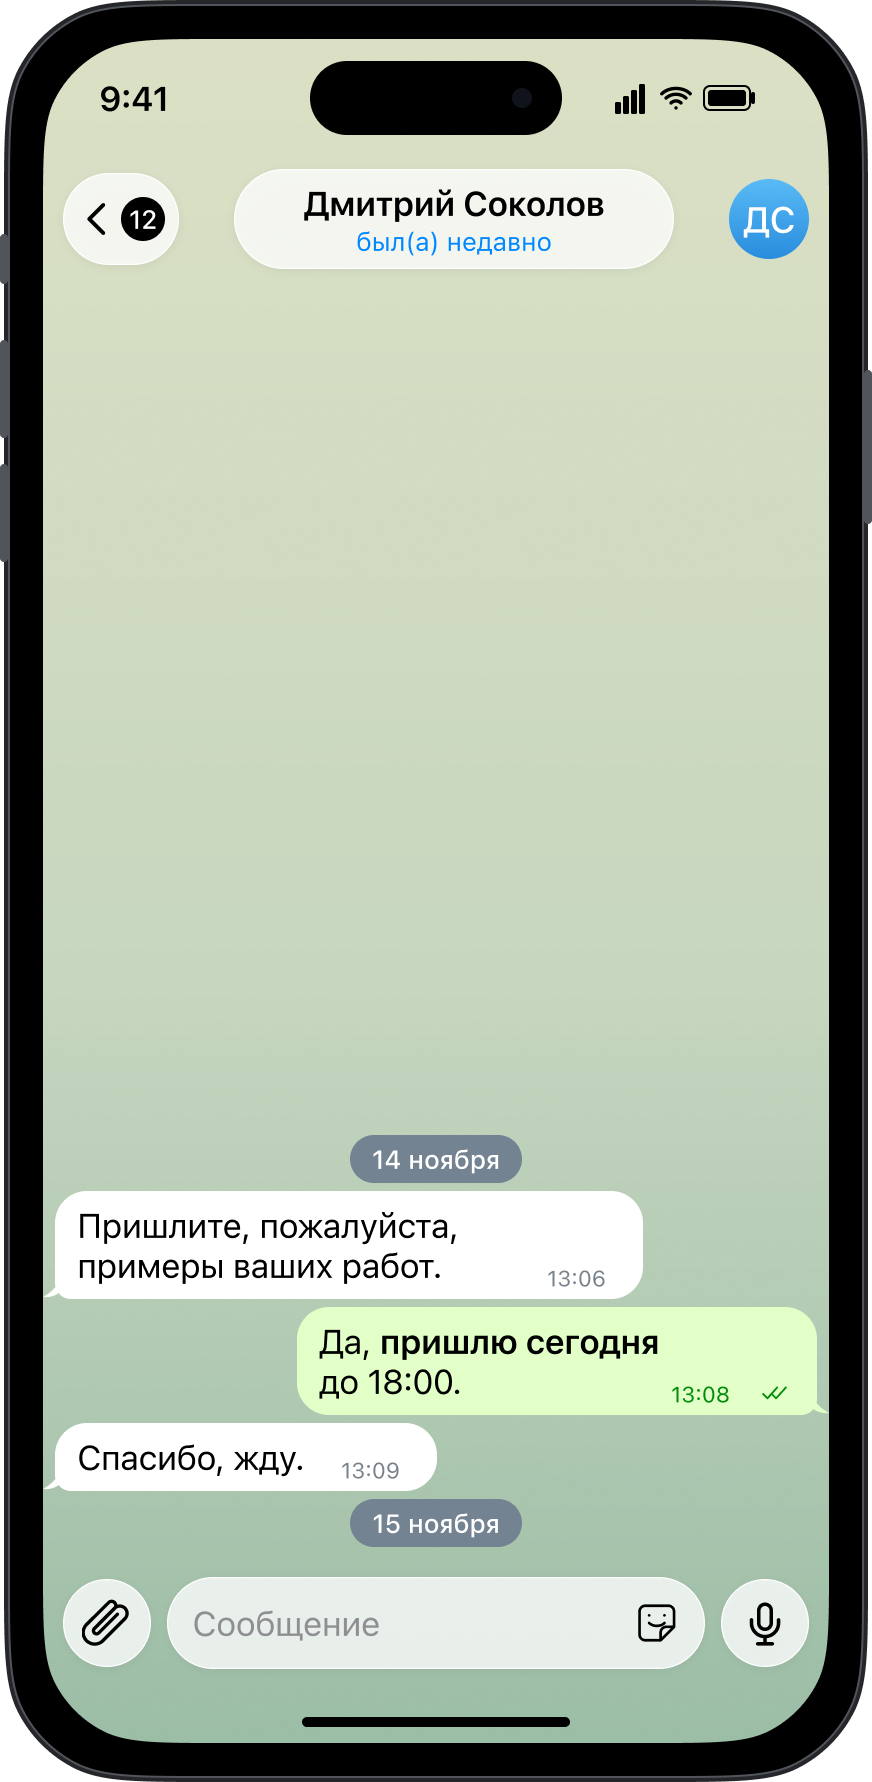 9:41
12
Дмитрий Соколов
был(а) недавно
ДС
14 ноября
Пришлите, пожалуйста,
примеры ваших работ.
13:06
Да, пришлю сегодня
до 18:00.
13:08
Спасибо, жду.
13:09
15 ноября
Сообщение